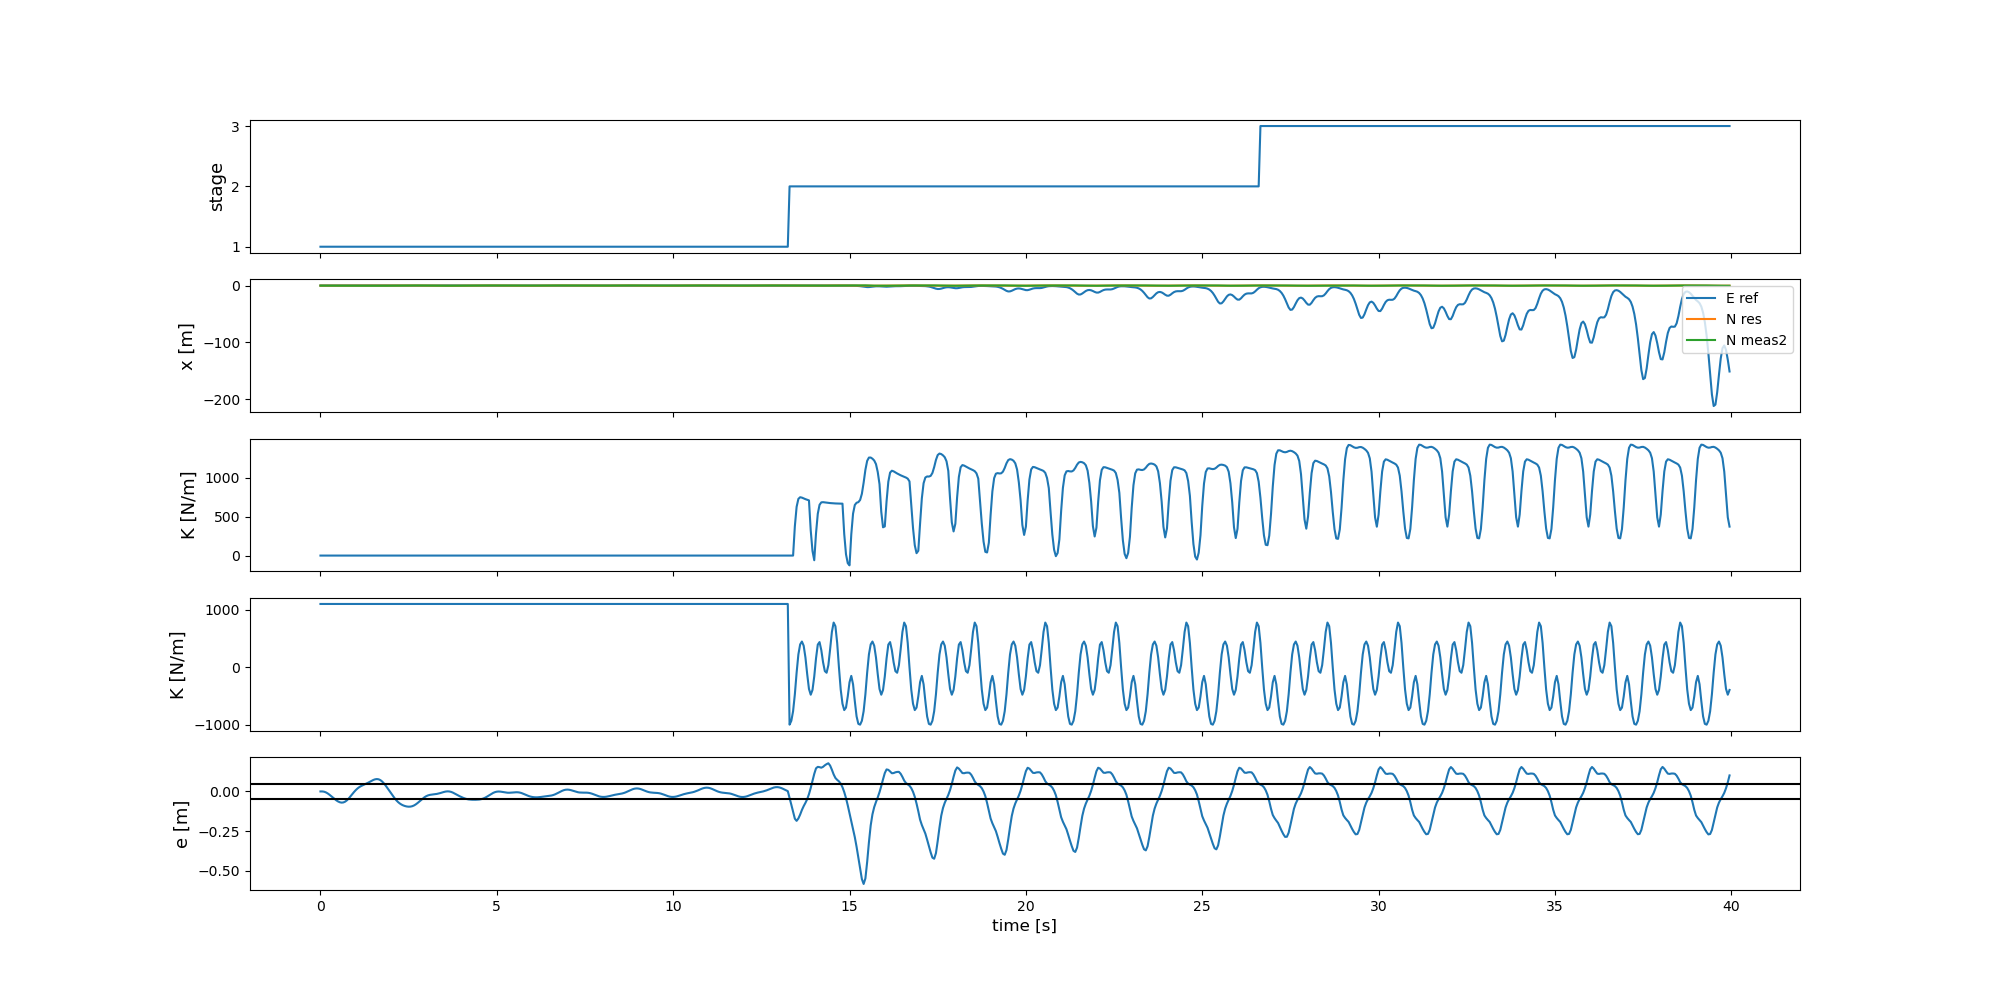 stage
3
2
1
x [m]
0
−100
−200
E ref
N res
N meas2
K [N/m]
1000
500
0
K [N/m]
1000
0
−1000
e [m]
0.00
−0.25
−0.50
0 5 10 15 20 25 30 35 40
time [s]